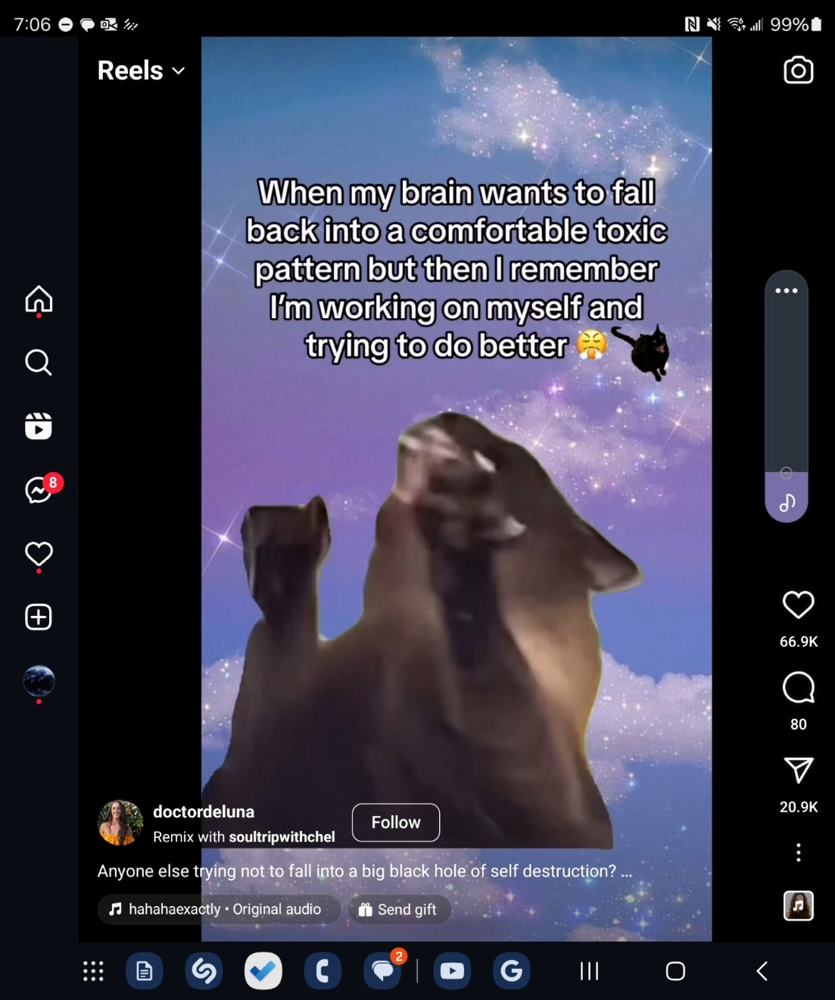 7:06
99%
Reels
When my brain wants to fall
back into a comfortable toxic
pattern but then I remember
I'm working on myself and
trying to do better 😤
8
66.9K
80
20.9K
doctordeluna
Remix with soultripwithchel
Follow
Anyone else trying not to fall into a big black hole of self destruction? ...
hahahaexactly • Original audio
Send gift
2
G